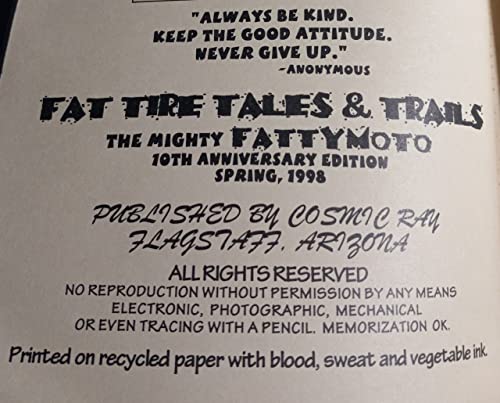 "ALWAYS BE KIND.
KEEP THE GOOD ATTITUDE.
NEVER GIVE UP."
-ANONYMOUS
FAT TIRE TALES & TRAILS
THE MIGHTY FATTYMOTO
10TH ANNIVERSARY EDITION
SPRING, 1998
PUBLISHED BY COSMIC RAY
FLAGSTAFF, ARIZONA
ALL RIGHTS RESERVED
NO REPRODUCTION WITHOUT PERMISSION BY ANY MEANS
ELECTRONIC, PHOTOGRAPHIC, MECHANICAL
OR EVEN TRACING WITH A PENCIL. MEMORIZATION OK.
Printed on recycled paper with blood, sweat and vegetable ink.